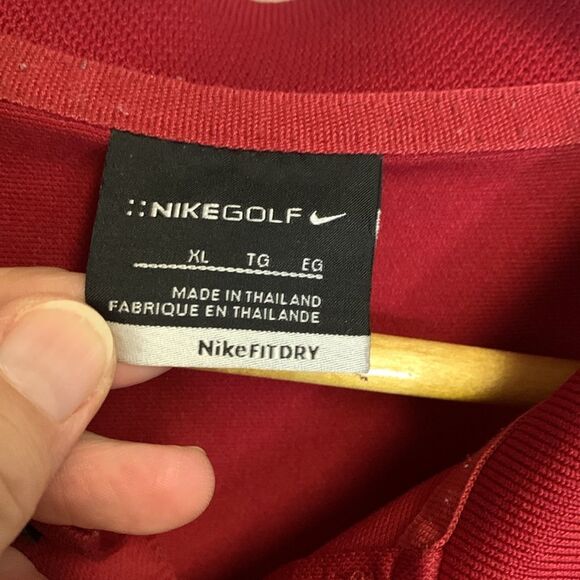 ::NIKEGOLF
XL TG EG
MADE IN THAILAND
FABRIQUE EN THAILANDE
NikeFITDRY